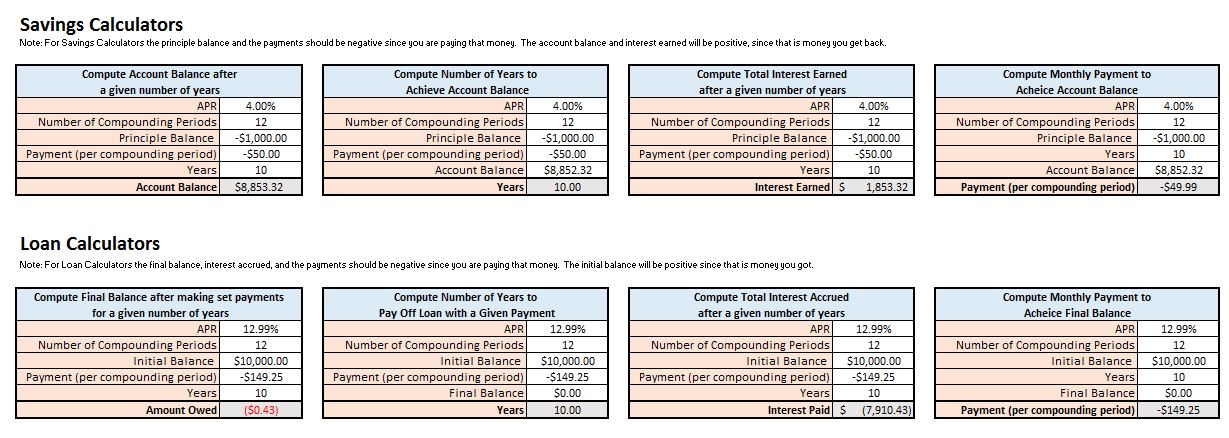 Savings Calculators
Note: For Savings Calculators the principle balance and the payments should be negative since you are paying that money. The account balance and interest earned will be positive, since that is money you get back.
Compute Account Balance after
a given number of years
APR 4.00%
Number of Compounding Periods 12
Principle Balance -$1,000.00
Payment (per compounding period) -$50.00
Years 10
Account Balance $8,853.32
Compute Number of Years to
Achieve Account Balance
APR 4.00%
Number of Compounding Periods 12
Principle Balance -$1,000.00
Payment (per compounding period) -$50.00
Account Balance $8,852.32
Years 10.00
Compute Total Interest Earned
after a given number of years
APR 4.00%
Number of Compounding Periods 12
Principle Balance -$1,000.00
Payment (per compounding period) -$50.00
Years 10
Interest Earned $ 1,853.32
Compute Monthly Payment to
Acheice Account Balance
APR 4.00%
Number of Compounding Periods 12
Principle Balance -$1,000.00
Years 10
Account Balance $8,852.32
Payment (per compounding period) -$49.99
Loan Calculators
Note: For Loan Calculators the final balance, interest accrued, and the payments should be negative since you are paying that money. The initial balance will be positive since that is money you got.
Compute Final Balance after making set payments
for a given number of years
APR 12.99%
Number of Compounding Periods 12
Initial Balance $10,000.00
Payment (per compounding period) -$149.25
Years 10
Amount Owed ($0.43)
Compute Number of Years to
Pay Off Loan with a Given Payment
APR 12.99%
Number of Compounding Periods 12
Initial Balance $10,000.00
Payment (per compounding period) -$149.25
Final Balance $0.00
Years 10.00
Compute Total Interest Accrued
after a given number of years
APR 12.99%
Number of Compounding Periods 12
Initial Balance $10,000.00
Payment (per compounding period) -$149.25
Years 10
Interest Paid $ (7,910.43)
Compute Monthly Payment to
Acheice Final Balance
APR 12.99%
Number of Compounding Periods 12
Initial Balance $10,000.00
Years 10
Final Balance $0.00
Payment (per compounding period) -$149.25